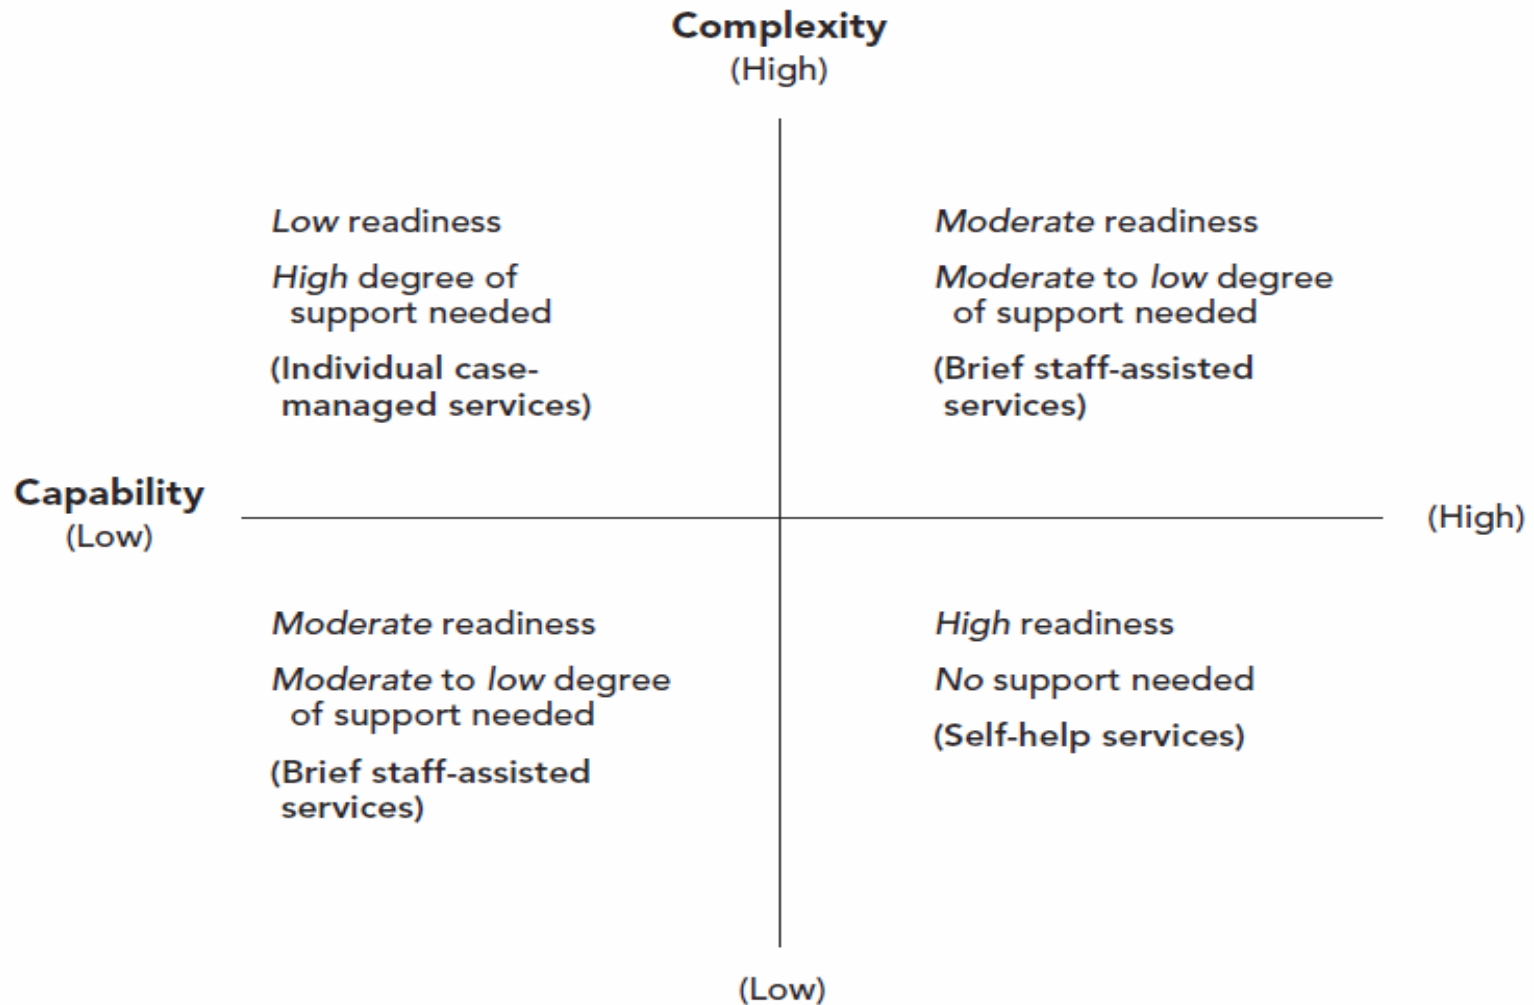 Complexity
(High)
Low readiness
High degree of
support needed
(Individual case-
managed services)
Moderate readiness
Moderate to low degree
of support needed
(Brief staff-assisted
services)
Capability
(Low)
(High)
Moderate readiness
Moderate to low degree
of support needed
(Brief staff-assisted
services)
High readiness
No support needed
(Self-help services)
(Low)